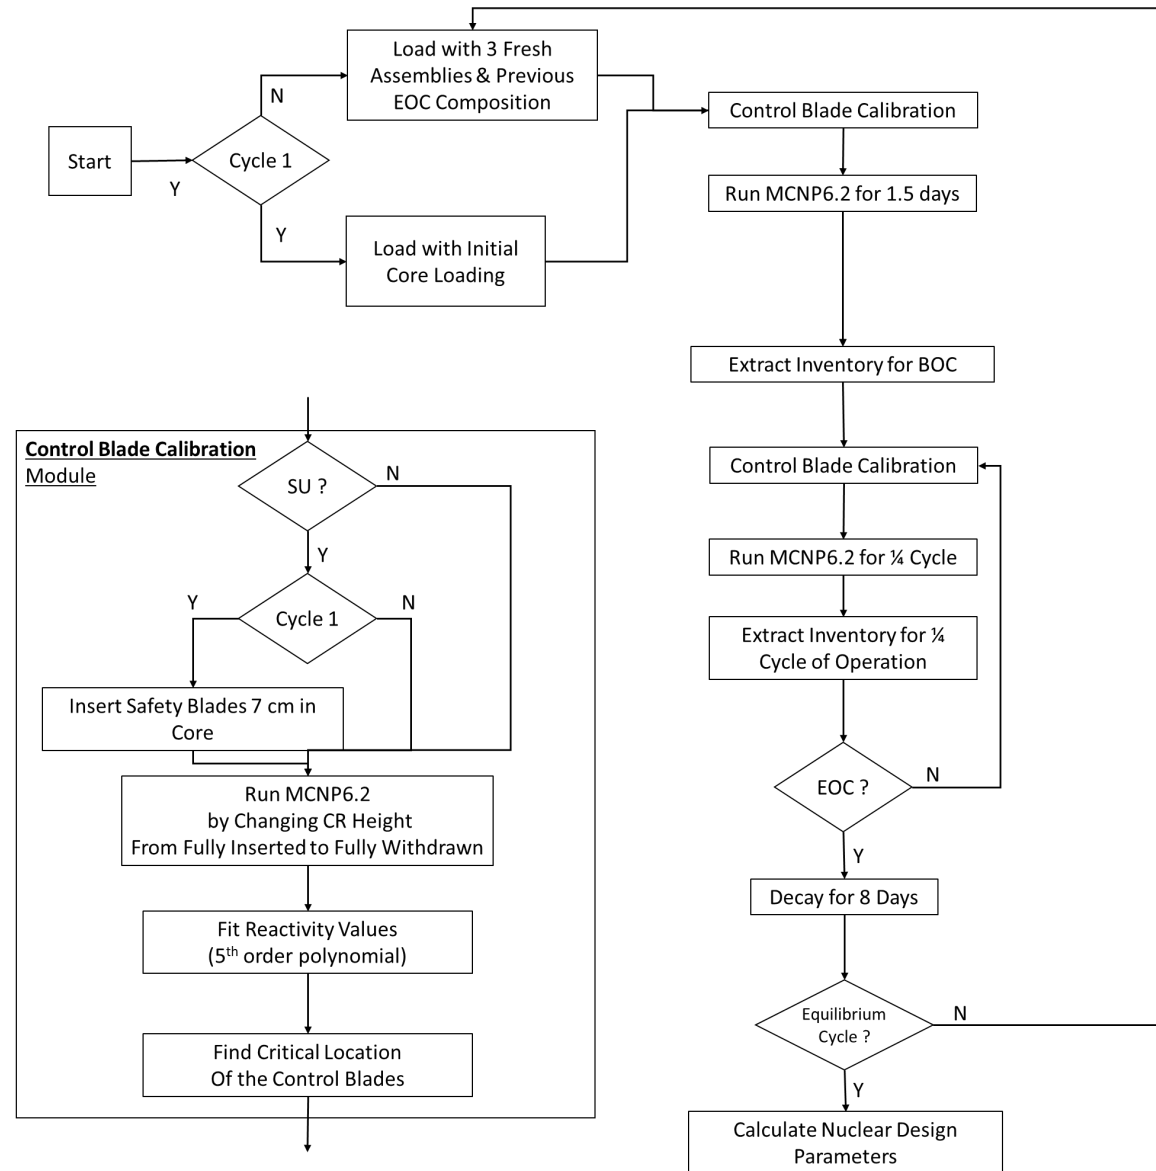 Load with 3 Fresh
Assemblies & Previous
EOC Composition
N
Start
Cycle 1
Y
Y
Load with Initial
Core Loading
Control Blade Calibration
Run MCNP6.2 for 1.5 days
Extract Inventory for BOC
Control Blade Calibration
Run MCNP6.2 for ¼ Cycle
Extract Inventory for ¼
Cycle of Operation
EOC ?
N
Y
Decay for 8 Days
Equilibrium
Cycle ?
N
Y
Calculate Nuclear Design
Parameters
Control Blade Calibration
Module
SU ?
N
Y
Cycle 1
Y
N
Insert Safety Blades 7 cm in
Core
Run MCNP6.2
by Changing CR Height
From Fully Inserted to Fully Withdrawn
Fit Reactivity Values
(5th order polynomial)
Find Critical Location
Of the Control Blades